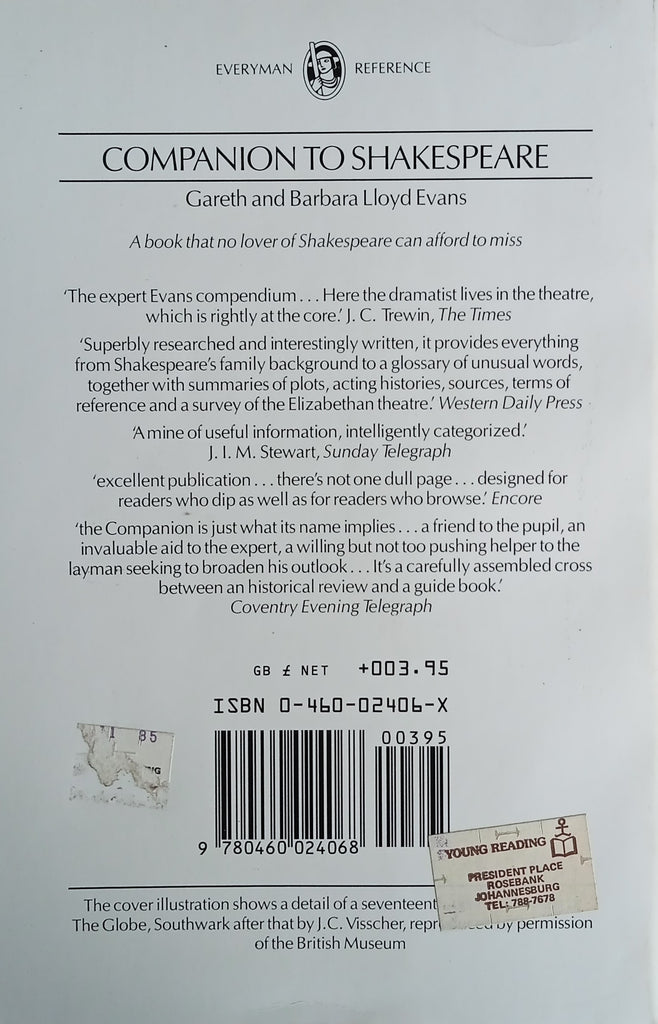 EVERYMAN REFERENCE
COMPANION TO SHAKESPEARE
Gareth and Barbara Lloyd Evans
A book that no lover of Shakespeare can afford to miss
'The expert Evans compendium... Here the dramatist lives in the theatre,
which is rightly at the core.' J. C. Trewin, The Times
'Superbly researched and interestingly written, it provides everything
from Shakespeare's family background to a glossary of unusual words,
together with summaries of plots, acting histories, sources, terms of
reference and a survey of the Elizabethan theatre.' Western Daily Press
'A mine of useful information, intelligently categorized.'
J. I. M. Stewart, Sunday Telegraph
'excellent publication... there's not one dull page... designed for
readers who dip as well as for readers who browse.' Encore
'the Companion is just what its name implies... a friend to the pupil, an
invaluable aid to the expert, a willing but not too pushing helper to the
layman seeking to broaden his outlook... It's a carefully assembled cross
between an historical review and a guide book.'
Coventry Evening Telegraph
GB £ NET +003.95
ISBN 0-460-02406-X
00395
9 780460 024068
85
YOUNG READING
PRESIDENT PLACE
ROSEBANK
JOHANNESBURG
TEL: 788-7678
The cover illustration shows a detail of a seventeent
The Globe, Southwark after that by J.C. Visscher, repr by permission
of the British Museum